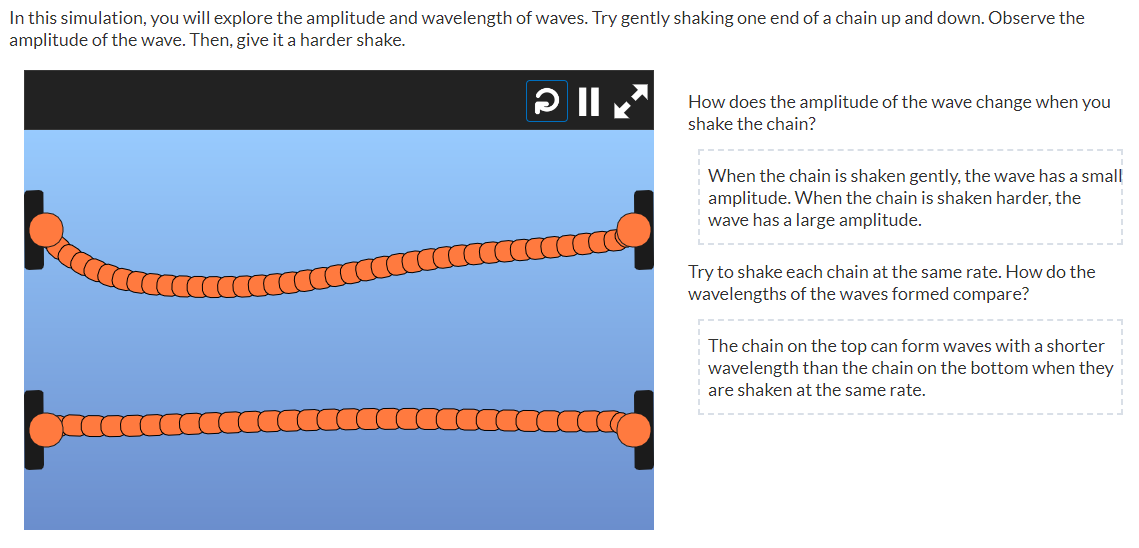 In this simulation, you will explore the amplitude and wavelength of waves. Try gently shaking one end of a chain up and down. Observe the
amplitude of the wave. Then, give it a harder shake.
How does the amplitude of the wave change when you
shake the chain?
When the chain is shaken gently, the wave has a small
amplitude. When the chain is shaken harder, the
wave has a large amplitude.
Try to shake each chain at the same rate. How do the
wavelengths of the waves formed compare?
The chain on the top can form waves with a shorter
wavelength than the chain on the bottom when they
are shaken at the same rate.